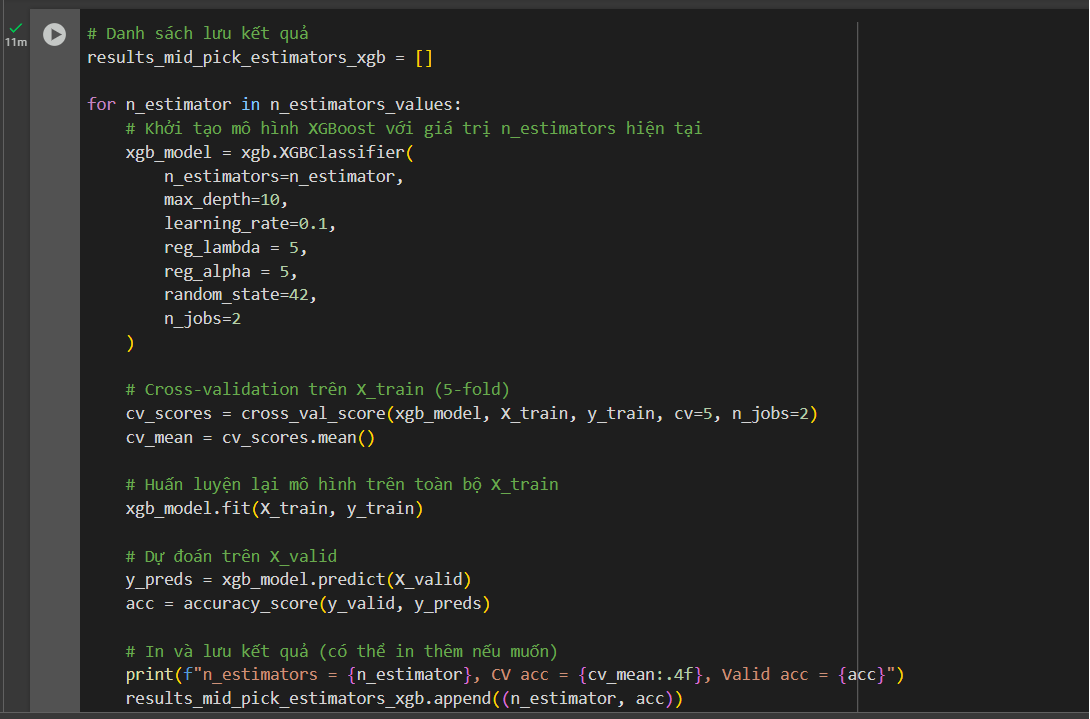 11m
# Danh sách lưu kết quả
results_mid_pick_estimators_xgb = []
for n_estimator in n_estimators_values:
    # Khởi tạo mô hình XGBoost với giá trị n_estimators hiện tại
    xgb_model = xgb.XGBClassifier(
        n_estimators=n_estimator,
        max_depth=10,
        learning_rate=0.1,
        reg_lambda = 5,
        reg_alpha = 5,
        random_state=42,
        n_jobs=2
    )
    # Cross-validation trên X_train (5-fold)
    cv_scores = cross_val_score(xgb_model, X_train, y_train, cv=5, n_jobs=2)
    cv_mean = cv_scores.mean()
    # Huấn luyện lại mô hình trên toàn bộ X_train
    xgb_model.fit(X_train, y_train)
    # Dự đoán trên X_valid
    y_preds = xgb_model.predict(X_valid)
    acc = accuracy_score(y_valid, y_preds)
    # In và lưu kết quả (có thể in thêm nếu muốn)
    print(f"n_estimators = {n_estimator}, CV acc = {cv_mean:.4f}, Valid acc = {acc}")
    results_mid_pick_estimators_xgb.append((n_estimator, acc))